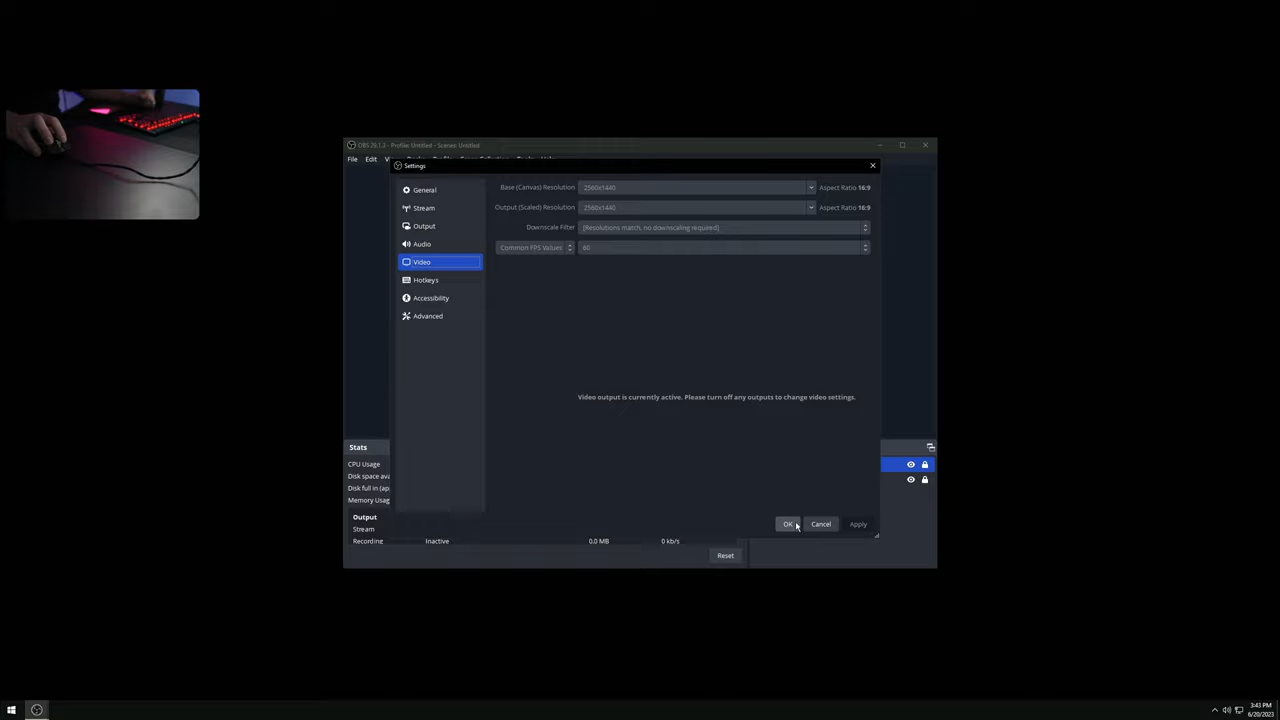 OBS 29.1.3 - Profile: Untitled - Scenes: Untitled
File Edit
Settings
General
Stream
Output
Audio
Video
Hotkeys
Accessibility
Advanced
Base (Canvas) Resolution 2560x1440 Aspect Ratio 16:9
Output (Scaled) Resolution 2560x1440 Aspect Ratio 16:9
Downscale Filter [Resolutions match, no downscaling required]
Common FPS Values 60
Video output is currently active. Please turn off any outputs to change video settings.
OK Cancel Apply
Stats
CPU Usage
Disk space ava
Disk full in (ap
Memory Usag
Output
Stream
Recording Inactive 0.0 MB 0 kb/s
Reset
3:43 PM
6/20/2023